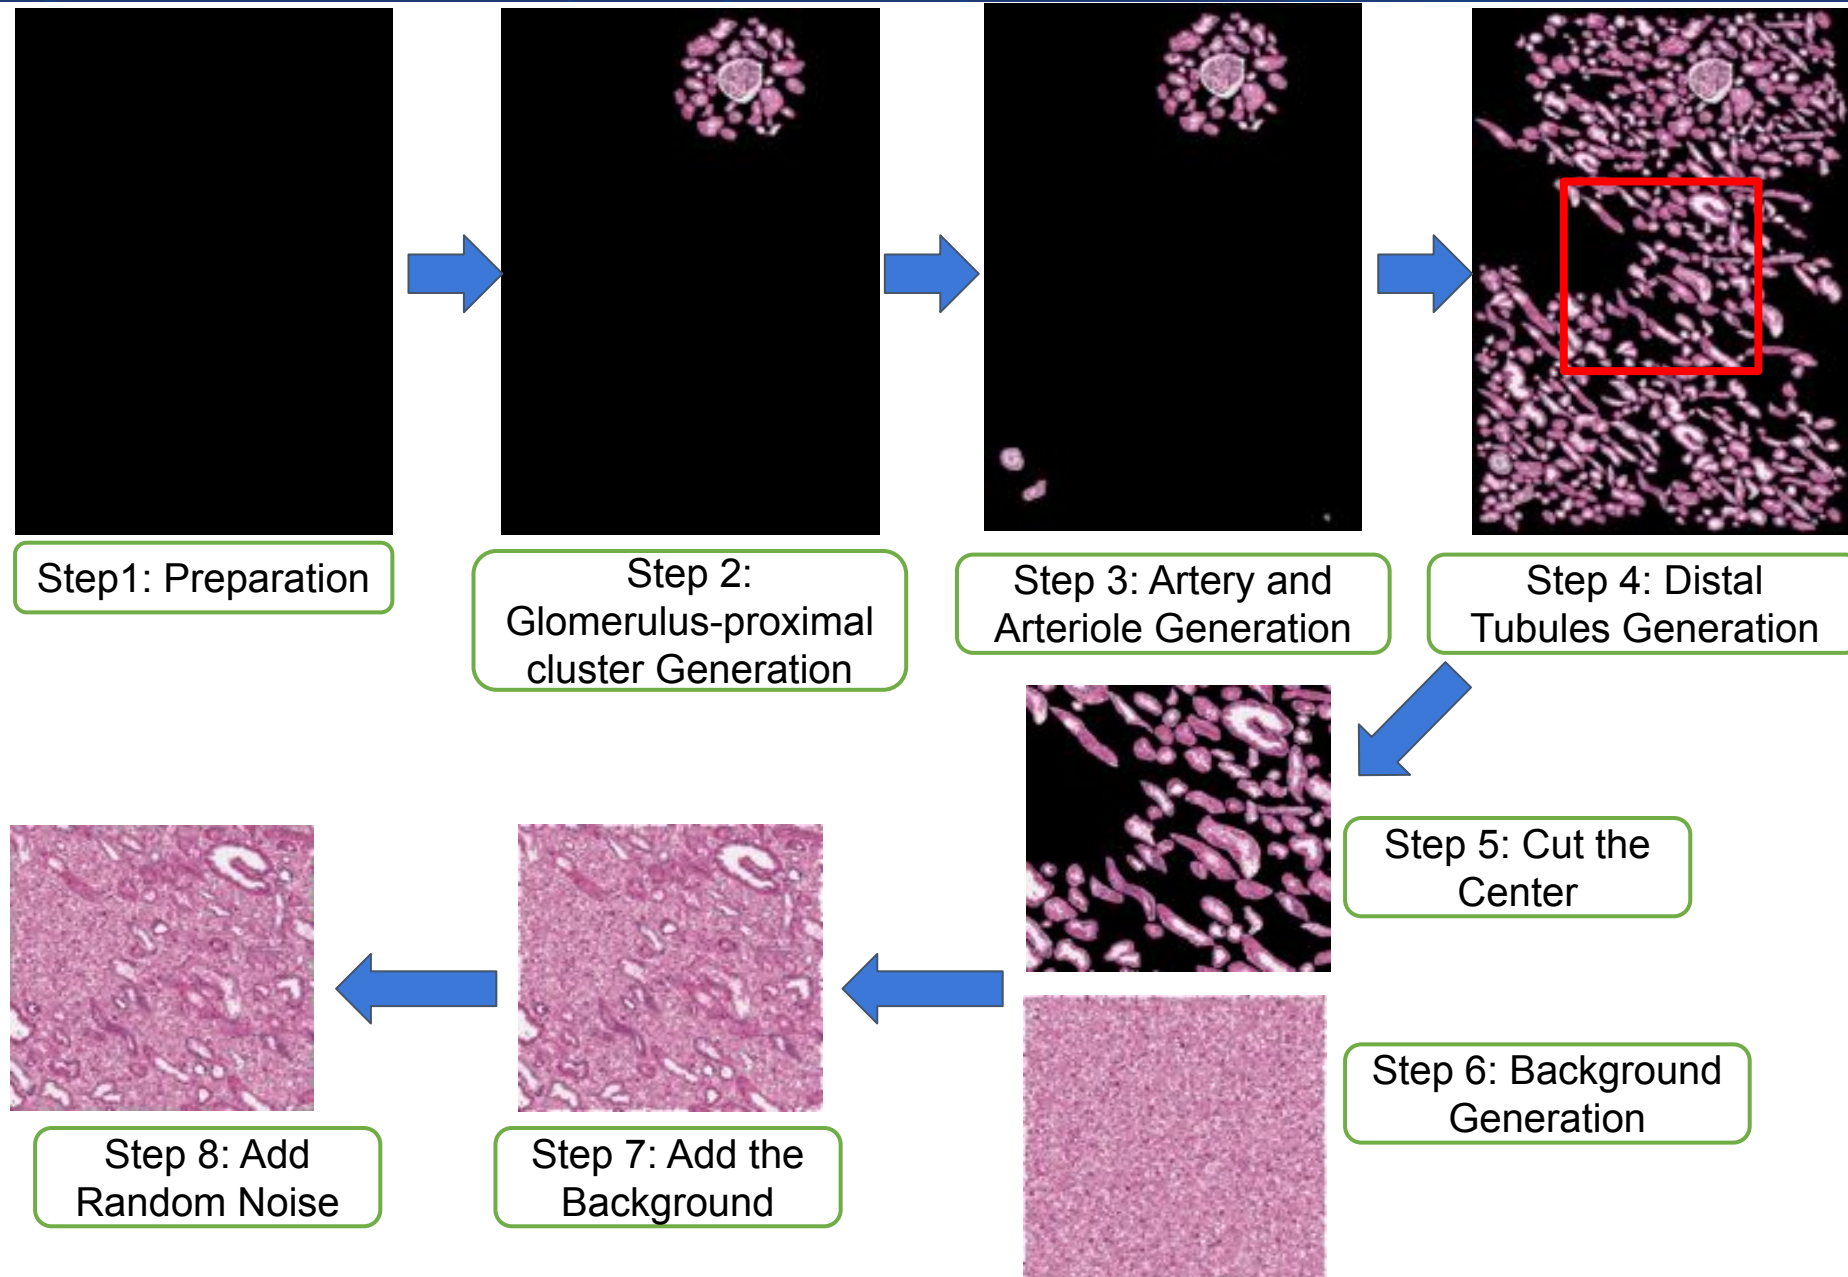 Step1: Preparation
Step 2:
Glomerulus-proximal
cluster Generation
Step 3: Artery and
Arteriole Generation
Step 4: Distal
Tubules Generation
Step 5: Cut the
Center
Step 6: Background
Generation
Step 7: Add the
Background
Step 8: Add
Random Noise